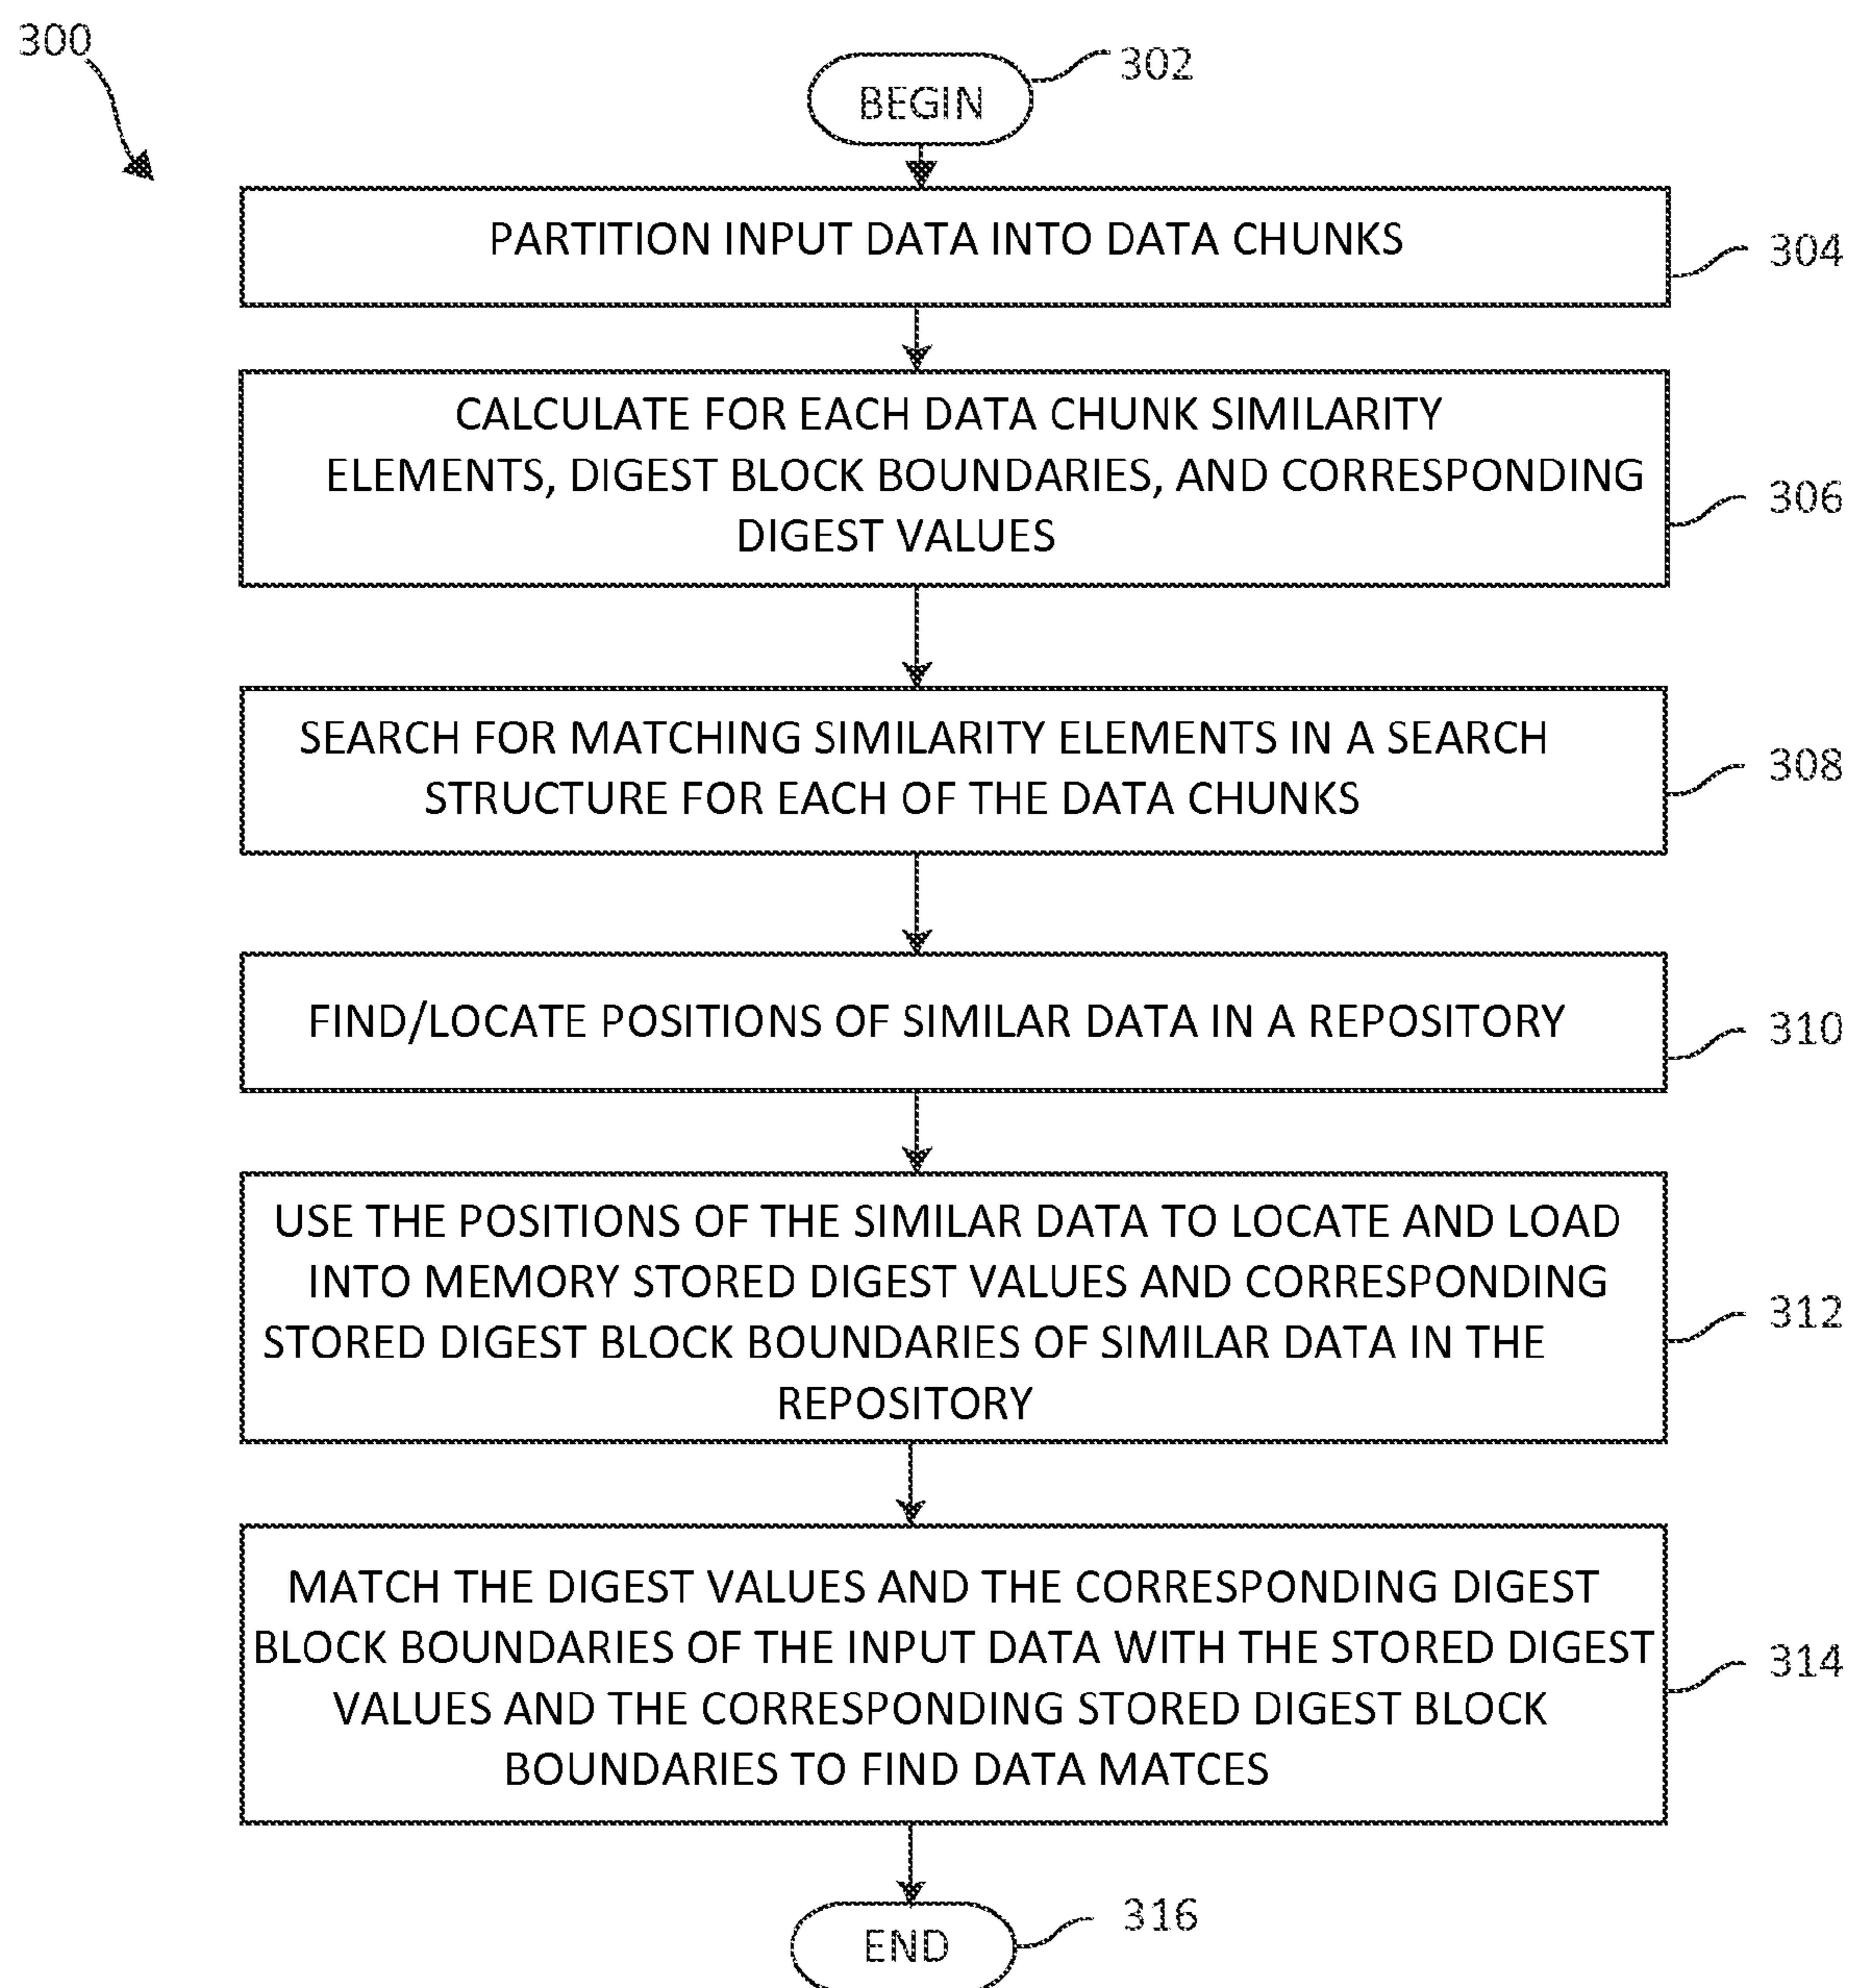 300
302
BEGIN
PARTITION INPUT DATA INTO DATA CHUNKS
304
CALCULATE FOR EACH DATA CHUNK SIMILARITY
ELEMENTS, DIGEST BLOCK BOUNDARIES, AND CORRESPONDING
DIGEST VALUES
306
SEARCH FOR MATCHING SIMILARITY ELEMENTS IN A SEARCH
STRUCTURE FOR EACH OF THE DATA CHUNKS
308
FIND/LOCATE POSITIONS OF SIMILAR DATA IN A REPOSITORY
310
USE THE POSITIONS OF THE SIMILAR DATA TO LOCATE AND LOAD
INTO MEMORY STORED DIGEST VALUES AND CORRESPONDING
STORED DIGEST BLOCK BOUNDARIES OF SIMILAR DATA IN THE
REPOSITORY
312
MATCH THE DIGEST VALUES AND THE CORRESPONDING DIGEST
BLOCK BOUNDARIES OF THE INPUT DATA WITH THE STORED DIGEST
VALUES AND THE CORRESPONDING STORED DIGEST BLOCK
BOUNDARIES TO FIND DATA MATCES
314
316
END